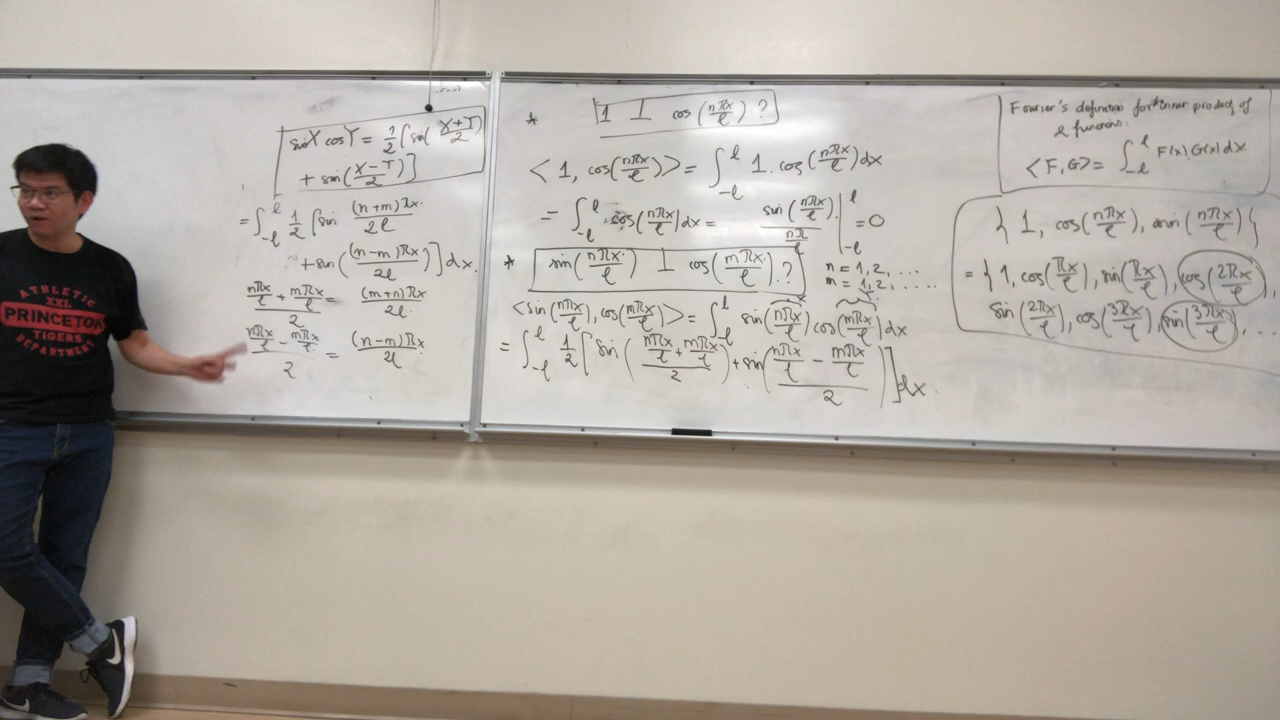 sinX cosY = 1/2 [sin( X+Y/2 )
+ sin( X-Y/2 )]
= ∫_{-l}^{l} 1/2 [sin (n+m)πx/2l
+ sin( (n-m)πx/2l )] dx.
(nπx/l + mπx/l)/2 = (m+n)πx/2l
(nπx/l - mπx/l)/2 = (n-m)πx/2l
* 1 ⊥ cos(nπx/l) ?
< 1, cos(nπx/l) > = ∫_{-l}^{l} 1. cos(nπx/l) dx
= ∫_{-l}^{l} cos(nπx/l) dx = sin(nπx/l) / (nπ/l) |_{-l}^{l} = 0
* sin(nπx/l) ⊥ cos(mπx/l) ?
n = 1,2, ....
m = 1,2, .....
< sin(nπx/l), cos(mπx/l) > = ∫_{-l}^{l} sin(nπx/l) cos(mπx/l) dx
= ∫_{-l}^{l} 1/2 [ sin( (nπx/l + mπx/l)/2 ) + sin( (nπx/l - mπx/l)/2 ) ] dx.
Fourier's definition for inner product of
2 functions.
< F, G > = ∫_{-l}^{l} F(x).G(x) dx
{ 1, cos(nπx/l), sin(nπx/l) }
= { 1, cos(πx/l), sin(πx/l), cos(2πx/l),
sin(2πx/l), cos(3πx/l), sin(3πx/l), ...
ATHLETIC
XXL
PRINCETON
TIGERS
DEPARTMENT